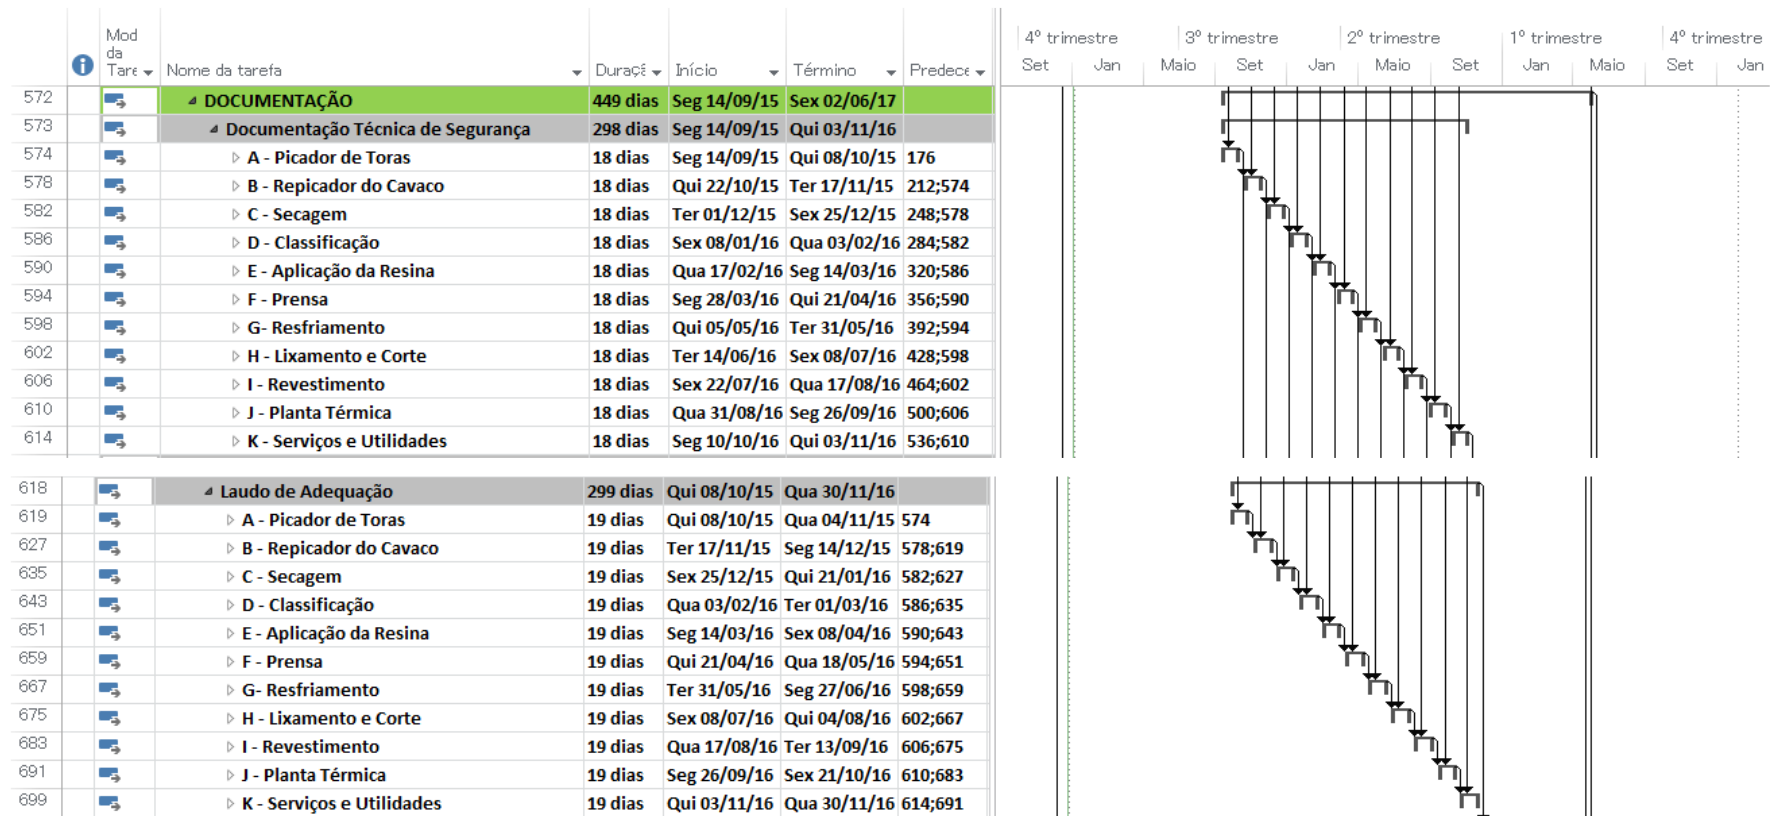 Mod
da
Tare Nome da tarefa Duraçã Início Término Predece
4º trimestre 3º trimestre 2º trimestre 1º trimestre 4º trimestre
Set Jan Maio Set Jan Maio Set Jan Maio Set Jan
572 DOCUMENTAÇÃO 449 dias Seg 14/09/15 Sex 02/06/17
573 Documentação Técnica de Segurança 298 dias Seg 14/09/15 Qui 03/11/16
574 A - Picador de Toras 18 dias Seg 14/09/15 Qui 08/10/15 176
578 B - Repicador do Cavaco 18 dias Qui 22/10/15 Ter 17/11/15 212;574
582 C - Secagem 18 dias Ter 01/12/15 Sex 25/12/15 248;578
586 D - Classificação 18 dias Sex 08/01/16 Qua 03/02/16 284;582
590 E - Aplicação da Resina 18 dias Qua 17/02/16 Seg 14/03/16 320;586
594 F - Prensa 18 dias Seg 28/03/16 Qui 21/04/16 356;590
598 G- Resfriamento 18 dias Qui 05/05/16 Ter 31/05/16 392;594
602 H - Lixamento e Corte 18 dias Ter 14/06/16 Sex 08/07/16 428;598
606 I - Revestimento 18 dias Sex 22/07/16 Qua 17/08/16 464;602
610 J - Planta Térmica 18 dias Qua 31/08/16 Seg 26/09/16 500;606
614 K - Serviços e Utilidades 18 dias Seg 10/10/16 Qui 03/11/16 536;610
618 Laudo de Adequação 299 dias Qui 08/10/15 Qua 30/11/16
619 A - Picador de Toras 19 dias Qui 08/10/15 Qua 04/11/15 574
627 B - Repicador do Cavaco 19 dias Ter 17/11/15 Seg 14/12/15 578;619
635 C - Secagem 19 dias Sex 25/12/15 Qui 21/01/16 582;627
643 D - Classificação 19 dias Qua 03/02/16 Ter 01/03/16 586;635
651 E - Aplicação da Resina 19 dias Seg 14/03/16 Sex 08/04/16 590;643
659 F - Prensa 19 dias Qui 21/04/16 Qua 18/05/16 594;651
667 G- Resfriamento 19 dias Ter 31/05/16 Seg 27/06/16 598;659
675 H - Lixamento e Corte 19 dias Sex 08/07/16 Qui 04/08/16 602;667
683 I - Revestimento 19 dias Qua 17/08/16 Ter 13/09/16 606;675
691 J - Planta Térmica 19 dias Seg 26/09/16 Sex 21/10/16 610;683
699 K - Serviços e Utilidades 19 dias Qui 03/11/16 Qua 30/11/16 614;691